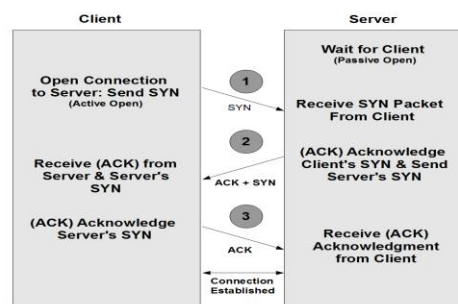 Client
Server
Wait for Client
(Passive Open)
Open Connection
to Server: Send SYN
(Active Open)
1
SYN
Receive SYN Packet
From Client
2
(ACK) Acknowledge
Client's SYN & Send
Server's SYN
Receive (ACK) from
Server & Server's
SYN
ACK + SYN
(ACK) Acknowledge
Server's SYN
3
ACK
Receive (ACK)
Acknowledgment
from Client
Connection
Established